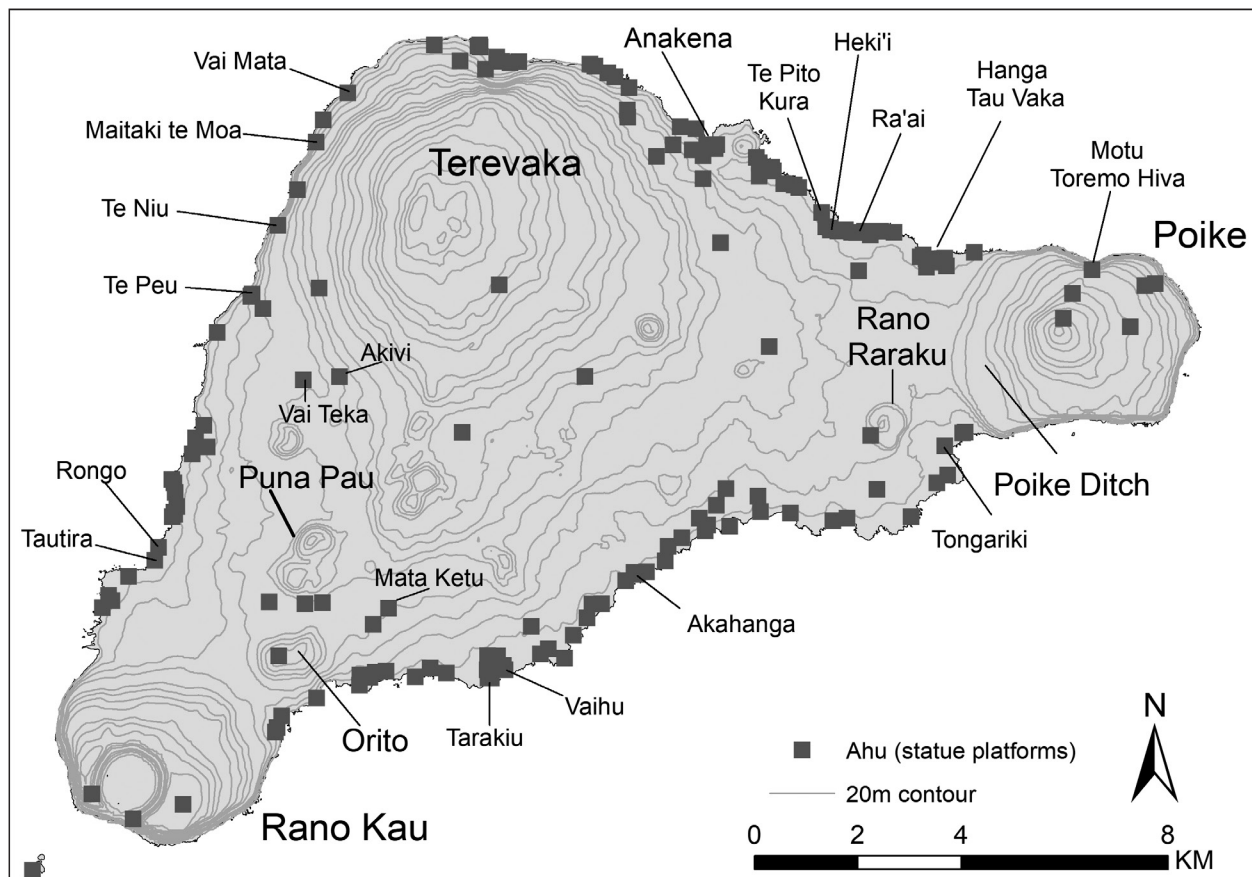 Vai Mata
Anakena
Heki'i
Te Pito
Kura
Hanga
Tau Vaka
Ra'ai
Maitaki te Moa
Motu
Toremo Hiva
Terevaka
Te Niu
Poike
Te Peu
Rano
Raraku
Akivi
Vai Teka
Rongo
Puna Pau
Poike Ditch
Tautira
Tongariki
Mata Ketu
Akahanga
Vaihu
Orito
Tarakiu
Rano Kau
N
Ahu (statue platforms)
20m contour
0 2 4 8
KM